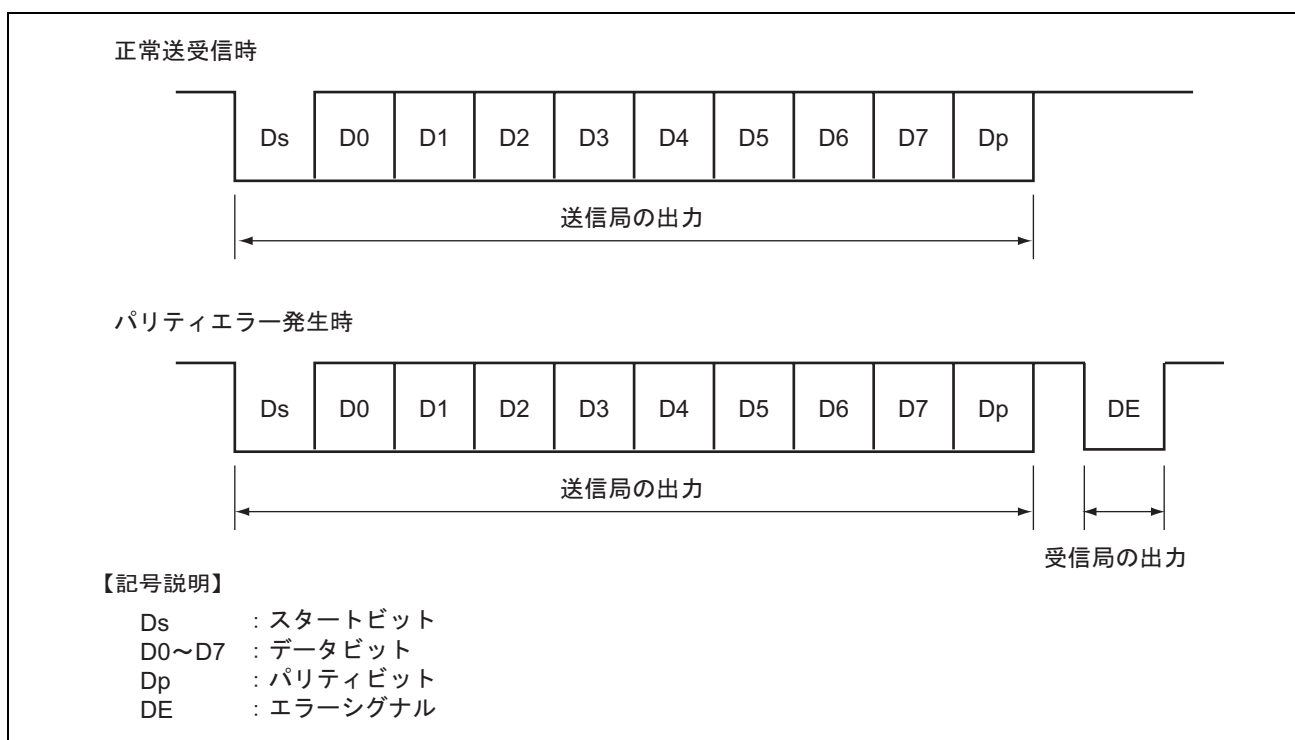 正常送受信時
Ds D0 D1 D2 D3 D4 D5 D6 D7 Dp
送信局の出力
パリティエラー発生時
Ds D0 D1 D2 D3 D4 D5 D6 D7 Dp DE
送信局の出力
受信局の出力
【記号説明】
Ds : スタートビット
D0～D7 : データビット
Dp : パリティビット
DE : エラーシグナル